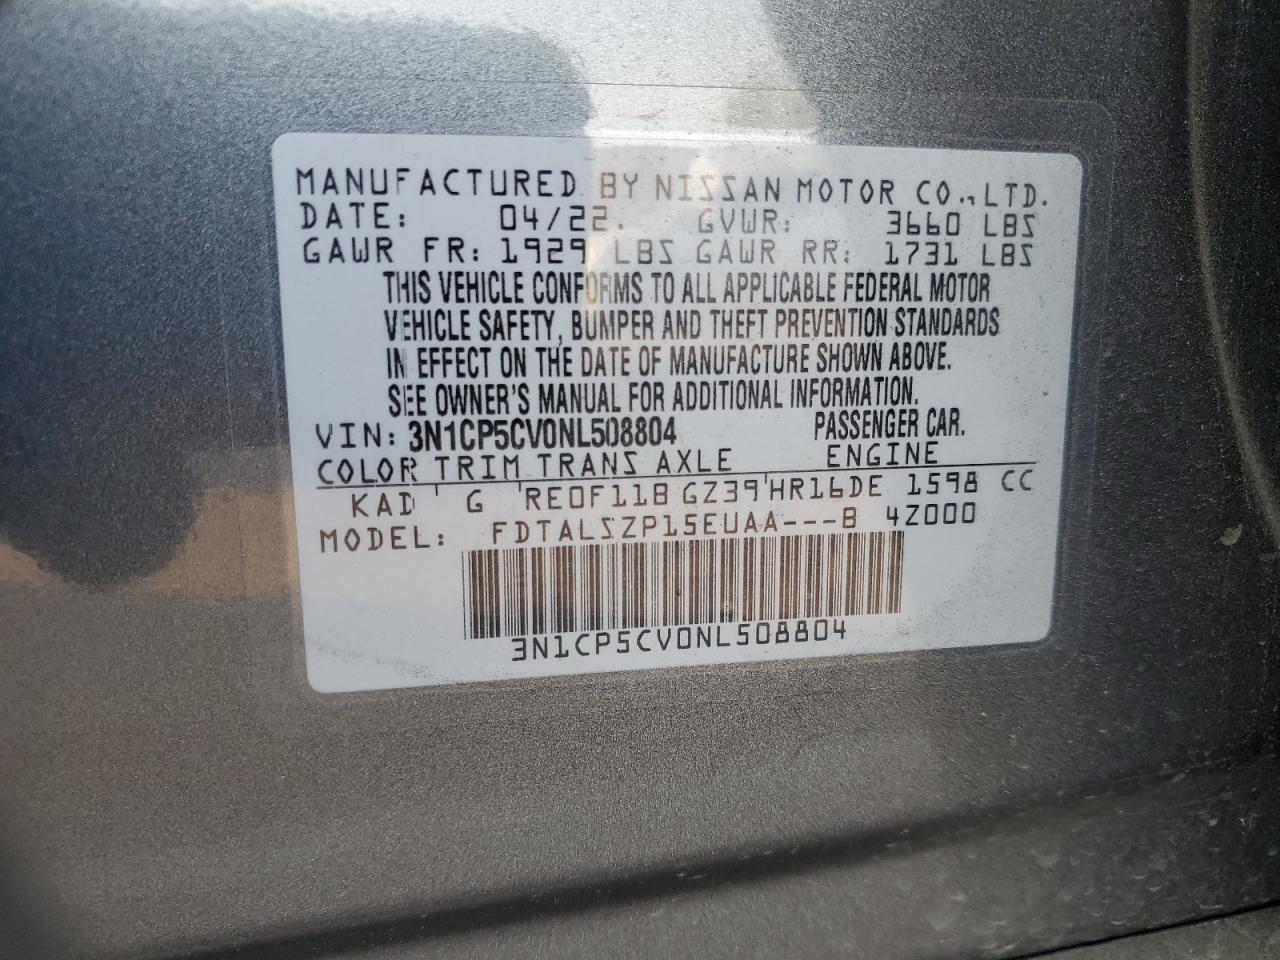 MANUFACTURED BY NISSAN MOTOR CO.,LTD.
DATE: 04/22. GVWR: 3660 LBS
GAWR FR: 1929 LBS GAWR RR: 1731 LBS
THIS VEHICLE CONFORMS TO ALL APPLICABLE FEDERAL MOTOR
VEHICLE SAFETY, BUMPER AND THEFT PREVENTION STANDARDS
IN EFFECT ON THE DATE OF MANUFACTURE SHOWN ABOVE.
SEE OWNER'S MANUAL FOR ADDITIONAL INFORMATION.
VIN: 3N1CP5CV0NL508804 PASSENGER CAR.
COLOR TRIM TRANS AXLE ENGINE
KAD ' G 'RE0F11B GZ39'HR16DE 1598 CC
MODEL: FDTALSZP15EUAA---B 4Z000
3N1CP5CV0NL508804